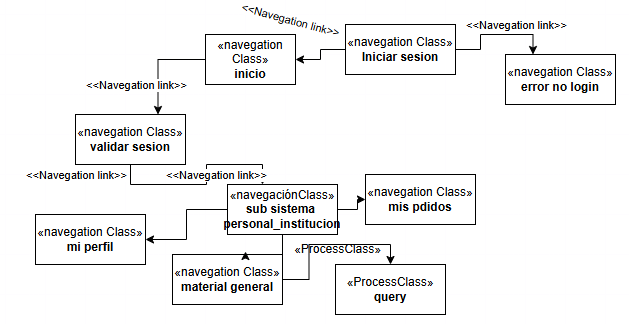 <<Navegation link>>
<<Navegation link>>
«navegation
Class»
inicio
«navegation Class»
Iniciar sesion
«navegation Class»
error no login
<<Navegation link>>
«navegation Class»
validar sesion
<<Navegation link>>
<<Navegation link>>
«navegaciónClass»
sub sistema
personal_institucion
«navegation Class»
mis pdidos
«navegation Class»
mi perfil
«ProcessClass»
«navegation Class»
material general
«ProcessClass»
query